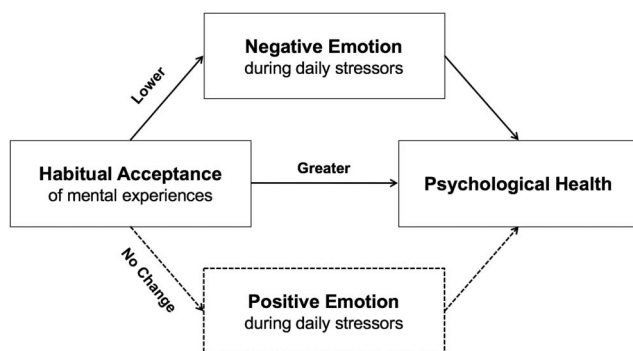 Negative Emotion
during daily stressors
Lower
Habitual Acceptance
of mental experiences
Greater
Psychological Health
No Change
Positive Emotion
during daily stressors